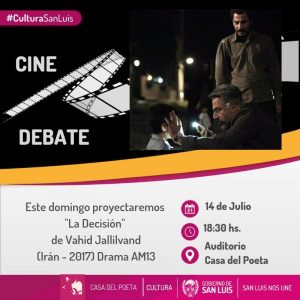 #CulturaSanLuis
CINE
DEBATE
Este domingo proyectaremos
"La Decisión"
de Vahid Jallilvand
(Irán - 2017) Drama AM13
14 de Julio
18:30 hs.
Auditorio
Casa del Poeta
CASA DEL POETA
CULTURA
GOBIERNO DE
SAN LUIS
SAN LUIS NOS UNE